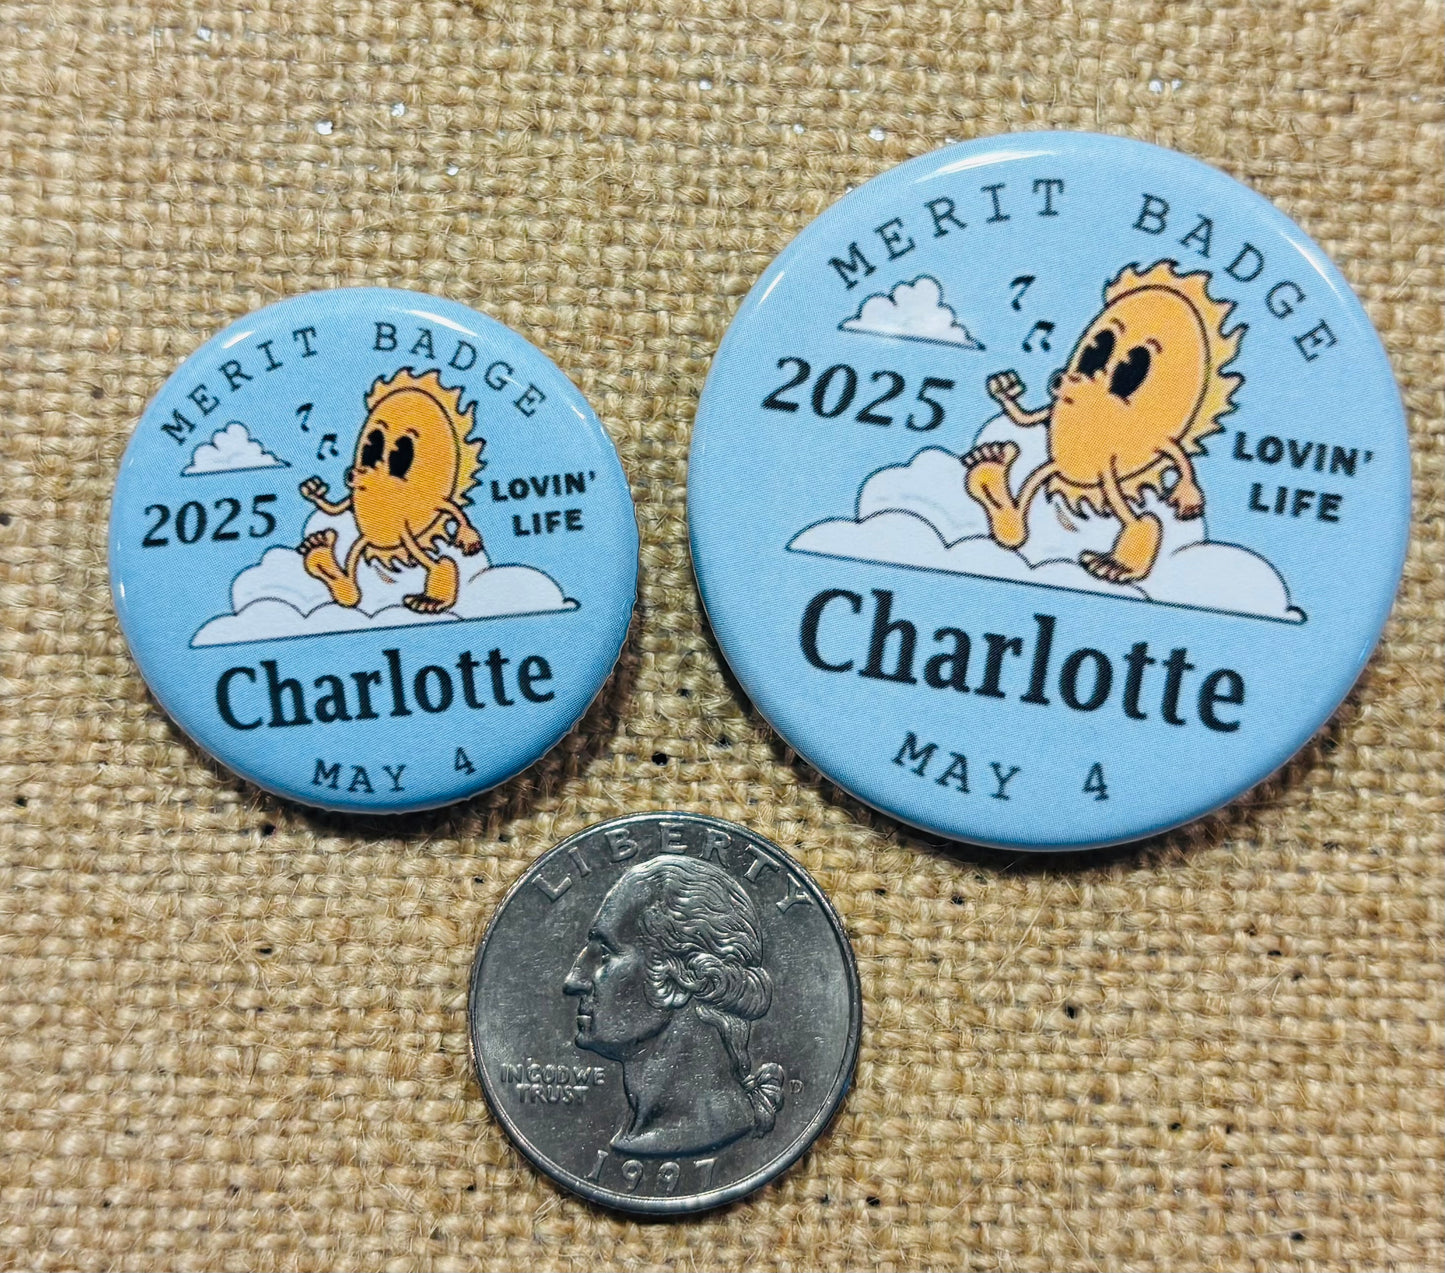 MERIT BADGE
2025
LOVIN'
LIFE
Charlotte
MAY 4
MERIT BADGE
2025
LOVIN'
LIFE
Charlotte
MAY 4
LIBERTY
IN GOD WE
TRUST
D
1997